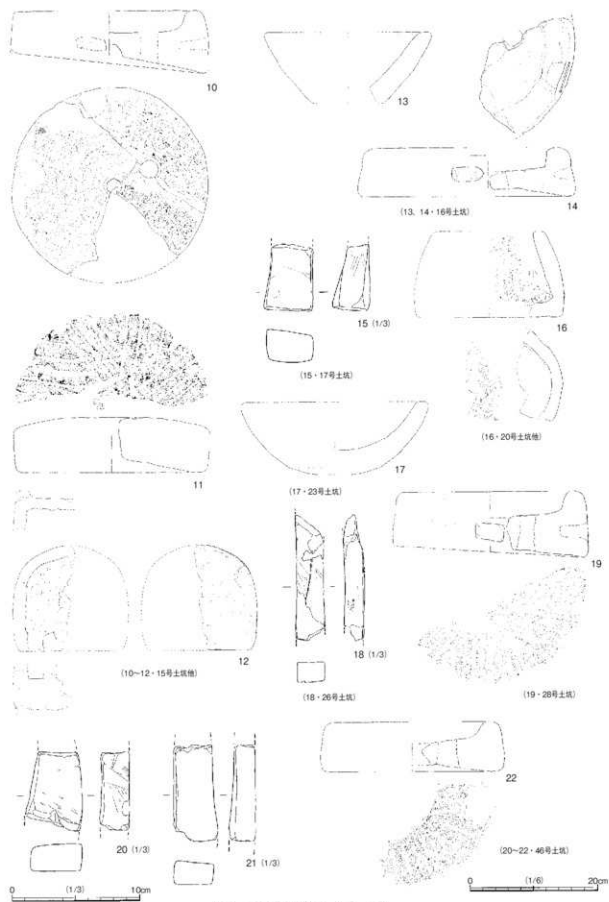 10
13
14
(13、14・16号土坑)
15 (1/3)
(15・17号土坑)
16
(16・20号土坑他)
11
17
(17・23号土坑)
12
(10～12・15号土坑他)
18 (1/3)
(18・26号土坑)
19
(19・28号土坑)
20 (1/3)
21 (1/3)
22
(20～22・46号土坑)
0 (1/3) 10cm
0 (1/6) 20cm